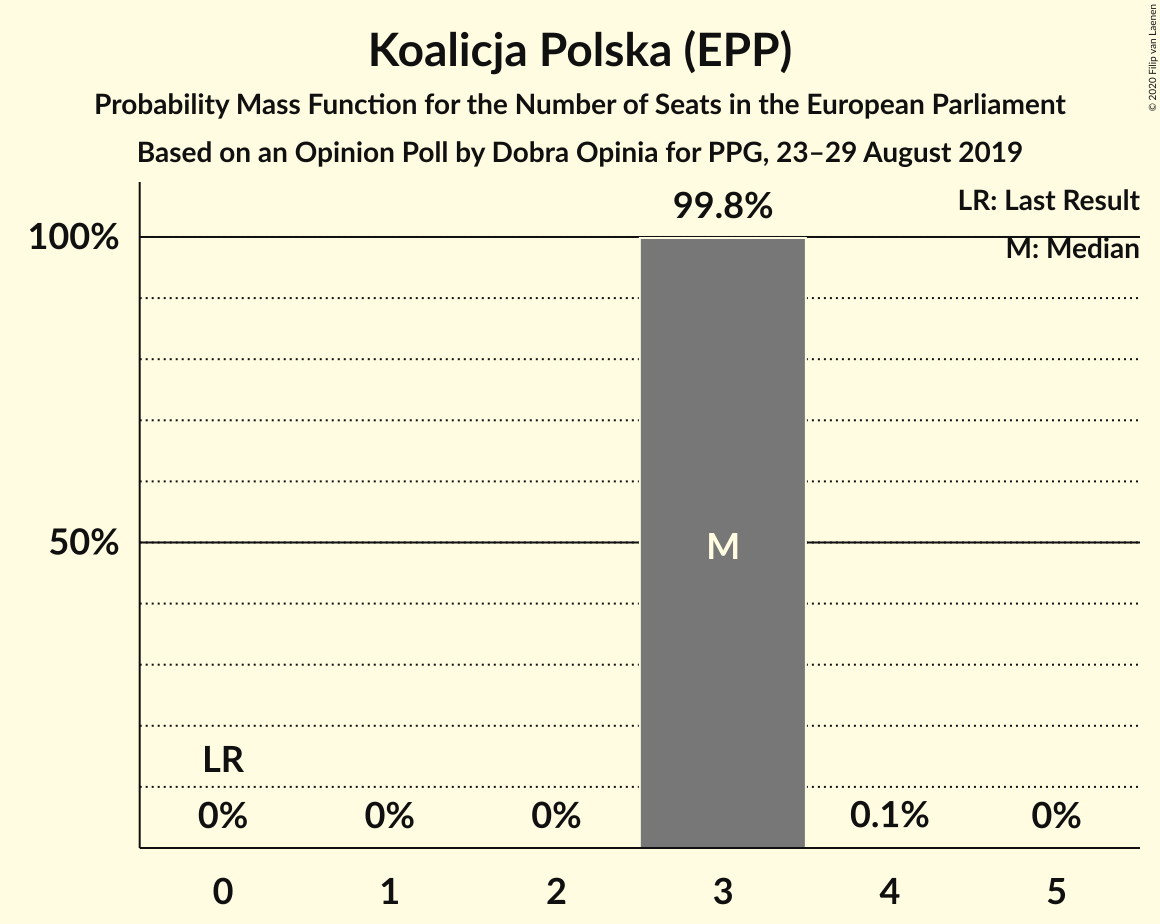 Koalicja Polska (EPP)
Probability Mass Function for the Number of Seats in the European Parliament
Based on an Opinion Poll by Dobra Opinia for PPG, 23–29 August 2019
© 2020 Filip van Laenen
99.8%
LR: Last Result
100%
M: Median
50%
M
LR
0%
0%
0%
0.1%
0%
0
1
2
3
4
5